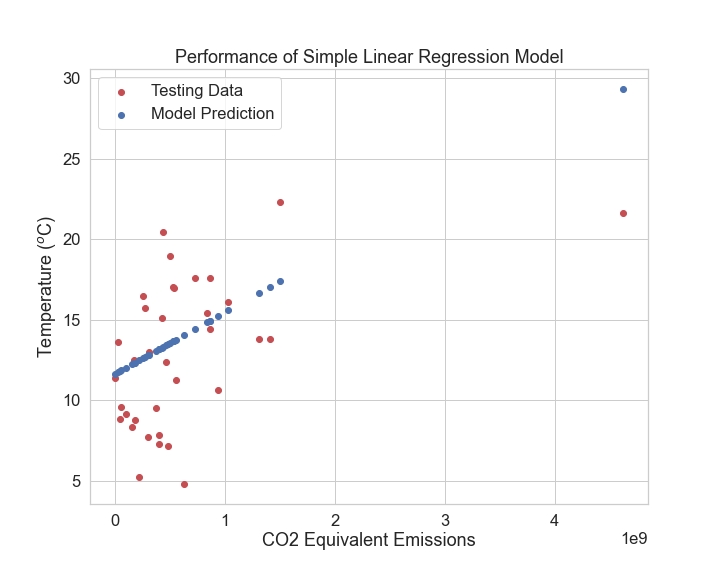 Performance of Simple Linear Regression Model
Testing Data
Model Prediction
Temperature (°C)
30
25
20
15
10
5
0 1 2 3 4
1e9
CO2 Equivalent Emissions